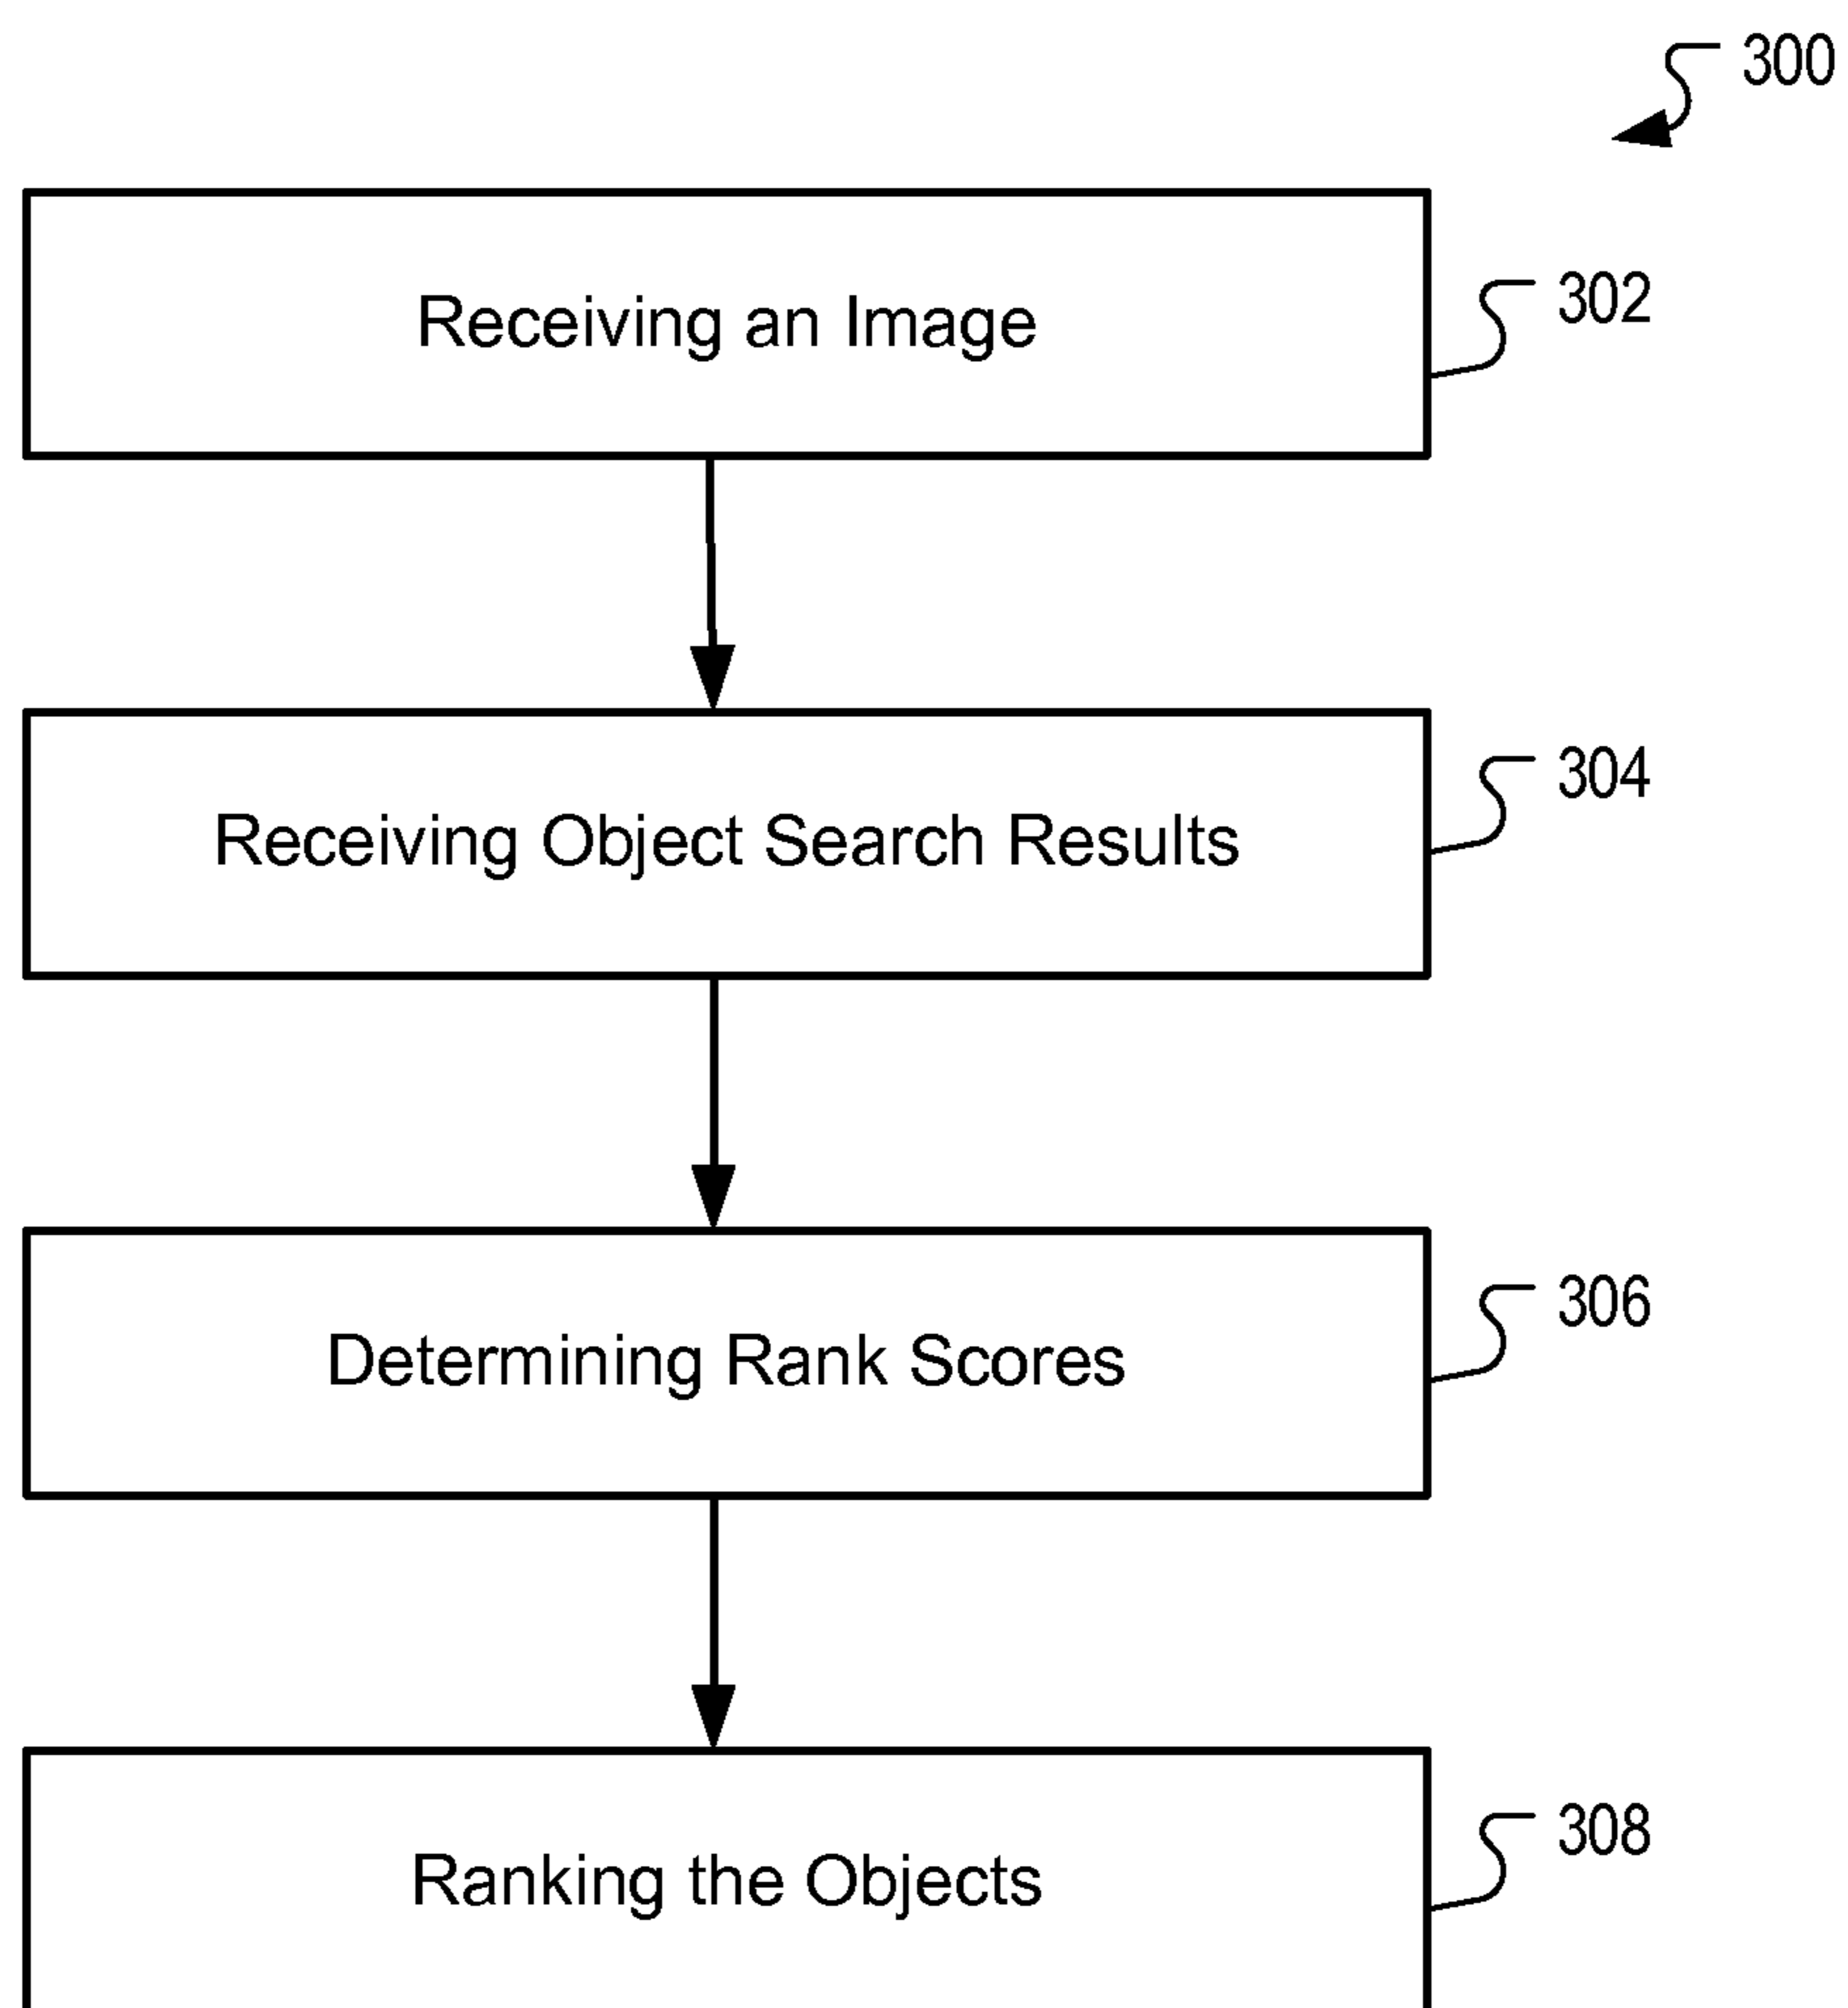 300
Receiving an Image
302
Receiving Object Search Results
304
Determining Rank Scores
306
Ranking the Objects
308